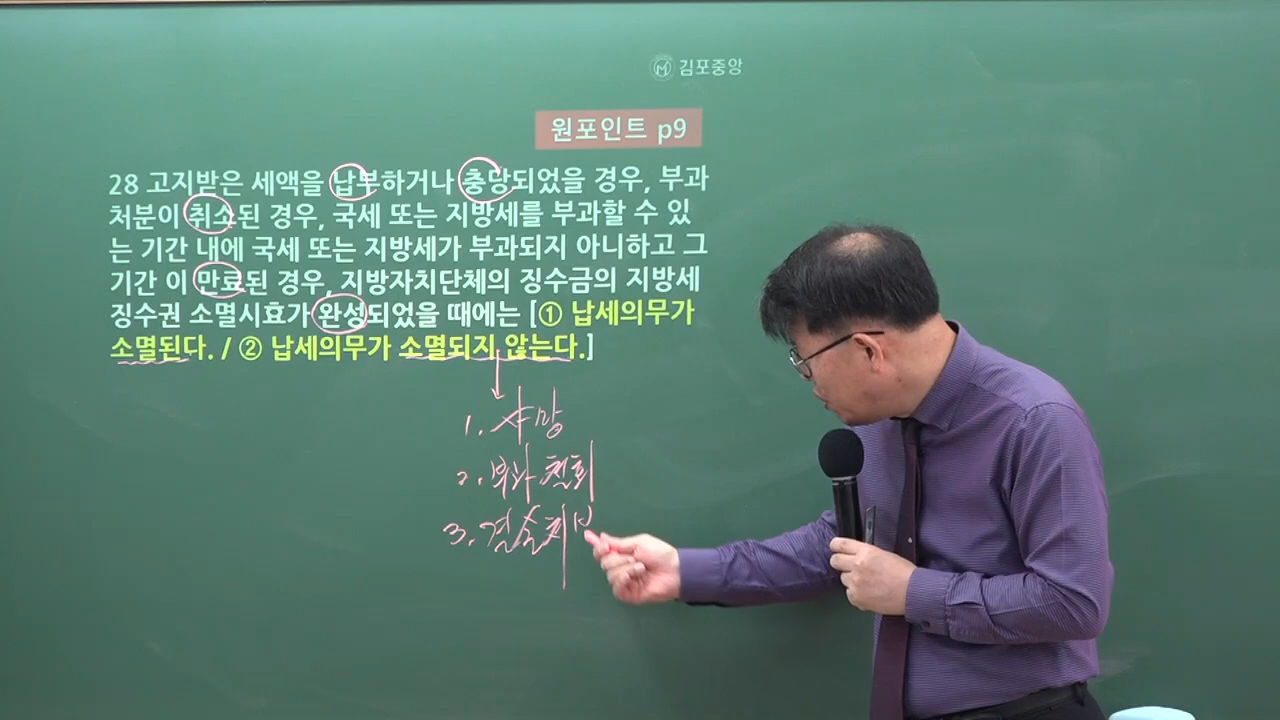 김포중앙
원포인트 p9
28 고지받은 세액을 납부하거나 충당되었을 경우, 부과
처분이 취소된 경우, 국세 또는 지방세를 부과할 수 있
는 기간 내에 국세 또는 지방세가 부과되지 아니하고 그
기간 이 만료된 경우, 지방자치단체의 징수금의 지방세
징수권 소멸시효가 완성되었을 때에는 [① 납세의무가
소멸된다. / ② 납세의무가 소멸되지 않는다.]
1. 사망
2. 부과 철회
3. 결손처ㅂ